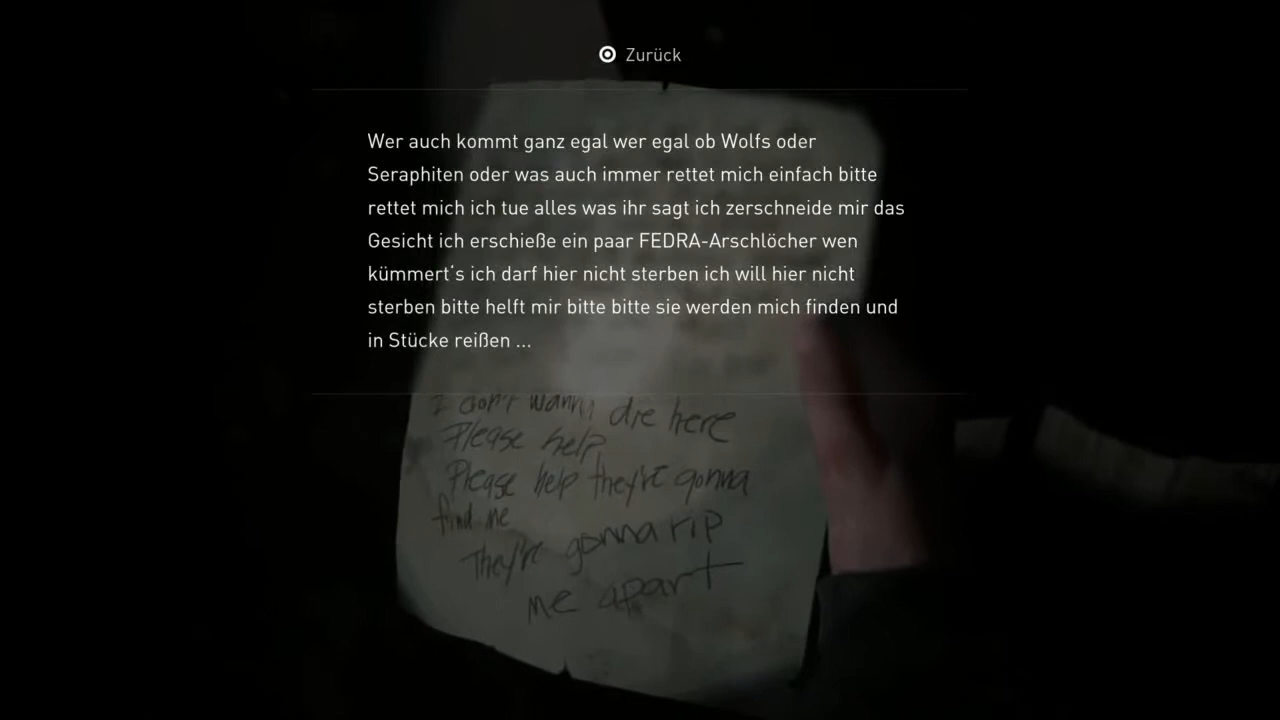 Zurück
Wer auch kommt ganz egal wer egal ob Wolfs oder
Seraphiten oder was auch immer rettet mich einfach bitte
rettet mich ich tue alles was ihr sagt ich zerschneide mir das
Gesicht ich erschieße ein paar FEDRA-Arschlöcher wen
kümmert‘s ich darf hier nicht sterben ich will hier nicht
sterben bitte helft mir bitte bitte sie werden mich finden und
in Stücke reißen ...
I don't wanna die here
Please help
Please help they're gonna
find me
They're gonna rip
me apart